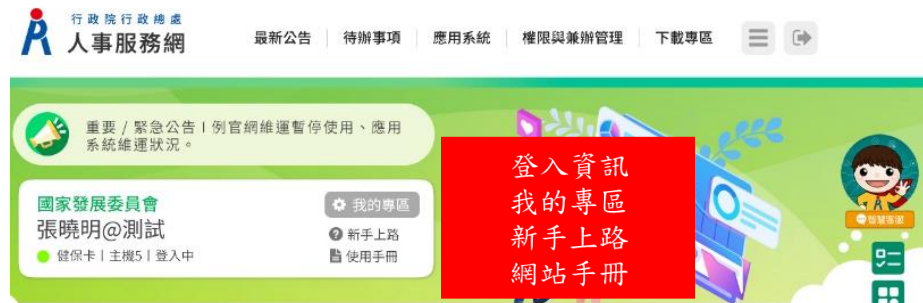 行政院行政總處
人事服務網
最新公告 | 待辦事項 | 應用系統 | 權限與兼辦管理 | 下載專區
重要 / 緊急公告 | 例官網維運暫停使用、應用
系統維運狀況。
國家發展委員會
我的專區
張曉明@測試
新手上路
健保卡 | 主機5 | 登入中
使用手冊
登入資訊
我的專區
新手上路
網站手冊
智慧客服